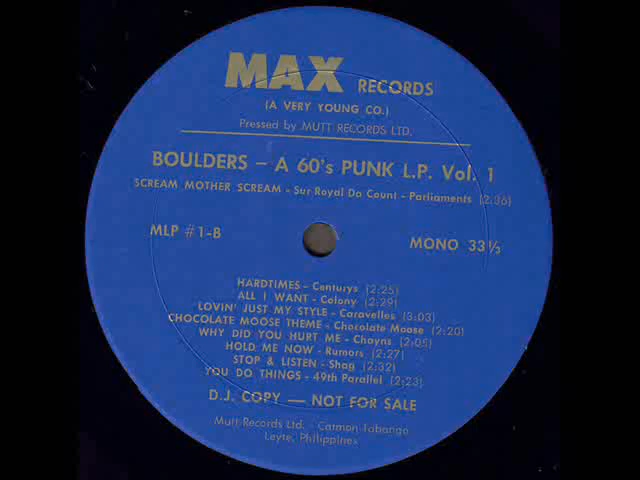 MAX RECORDS
(A VERY YOUNG CO.)
Pressed by MUTT RECORDS LTD.
BOULDERS – A 60's PUNK L.P. Vol. 1
SCREAM MOTHER SCREAM - Sur Royal Da Count - Parliaments (2:36)
MLP #1-B
MONO 33⅓
HARDTIMES - Centurys (2:25)
ALL I WANT - Colony (2:29)
LOVIN' JUST MY STYLE - Caravelles (3:03)
CHOCOLATE MOOSE THEME - Chocolate Moose (2:20)
WHY DID YOU HURT ME - Chayns (2:05)
HOLD ME NOW - Rumors (2:27)
STOP & LISTEN - Shag (2:32)
YOU DO THINGS - 49th Parallel (2:23)
D.J. COPY — NOT FOR SALE
Mutt Records Ltd. - Catmon Tabango
Leyte, Philippines